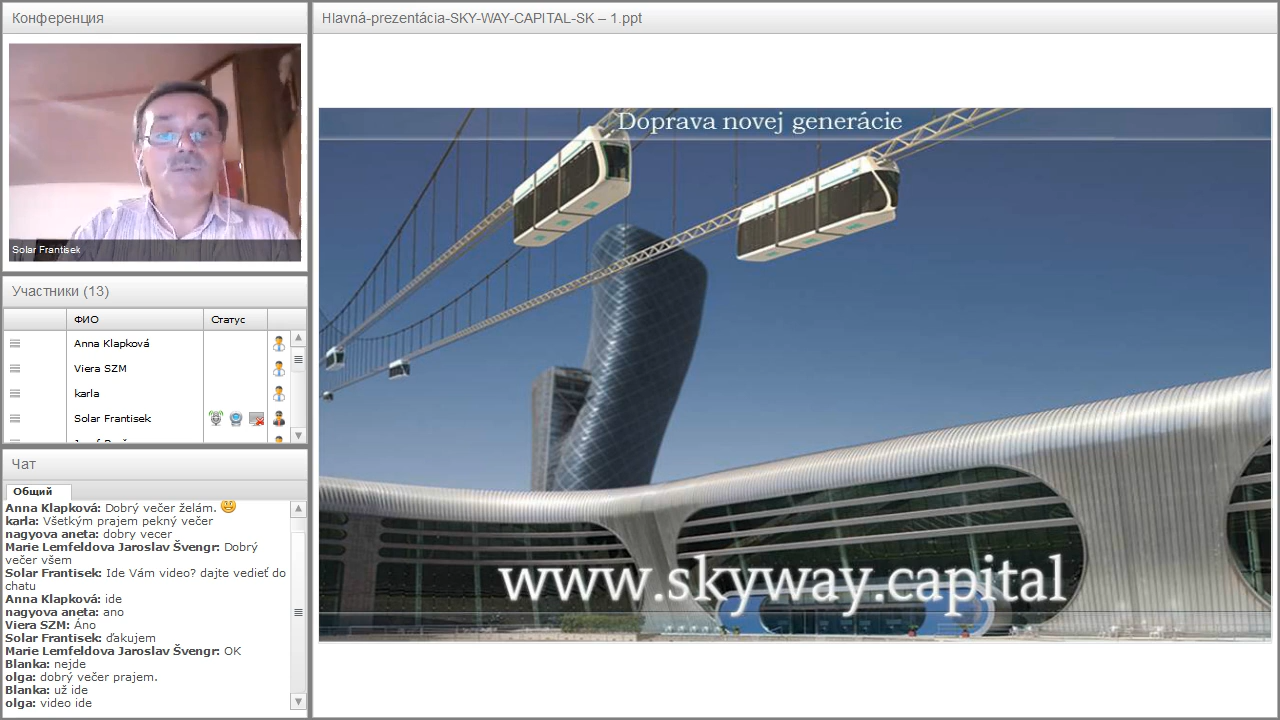 Конференция
Solar Frantisek
Участники (13)
ФИО
Статус
Anna Klapková
Viera SZM
karla
Solar Frantisek
Чат
Общий
Anna Klapková: Dobrý večer želám.
karla: Všetkým prajem pekný večer
nagyova aneta: dobry vecer
Marie Lemfeldova Jaroslav Švengr: Dobrý
večer všem
Solar Frantisek: Ide Vám video? dajte vedieť do
chatu
Anna Klapková: ide
nagyova aneta: ano
Viera SZM: Áno
Solar Frantisek: ďakujem
Marie Lemfeldova Jaroslav Švengr: OK
Blanka: nejde
olga: dobrý večer prajem.
Blanka: už ide
olga: video ide
Hlavná-prezentácia-SKY-WAY-CAPITAL-SK – 1.ppt
Doprava novej generácie
www.skyway.capital